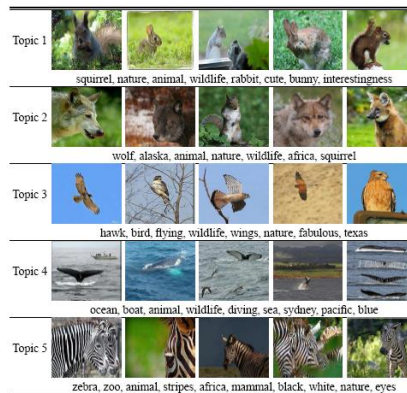 Topic 1
squirrel, nature, animal, wildlife, rabbit, cute, bunny, interestingness
Topic 2
wolf, alaska, animal, nature, wildlife, africa, squirrel
Topic 3
hawk, bird, flying, wildlife, wings, nature, fabulous, texas
Topic 4
ocean, boat, animal, wildlife, diving, sea, sydney, pacific, blue
Topic 5
zebra, zoo, animal, stripes, africa, mammal, black, white, nature, eyes